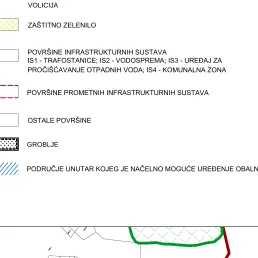 VOLICIJA
ZAŠTITNO ZELENILO
POVRŠINE INFRASTRUKTURNIH SUSTAVA
IS1 - TRAFOSTANICE; IS2 - VODOSPREMA; IS3 - UREĐAJ ZA
PROČIŠĆAVANJE OTPADNIH VODA; IS4 - KOMUNALNA ZONA
POVRŠINE PROMETNIH INFRASTRUKTURNIH SUSTAVA
OSTALE POVRŠINE
GROBLJE
PODRUČJE UNUTAR KOJEG JE NAČELNO MOGUĆE UREĐENJE OBALN